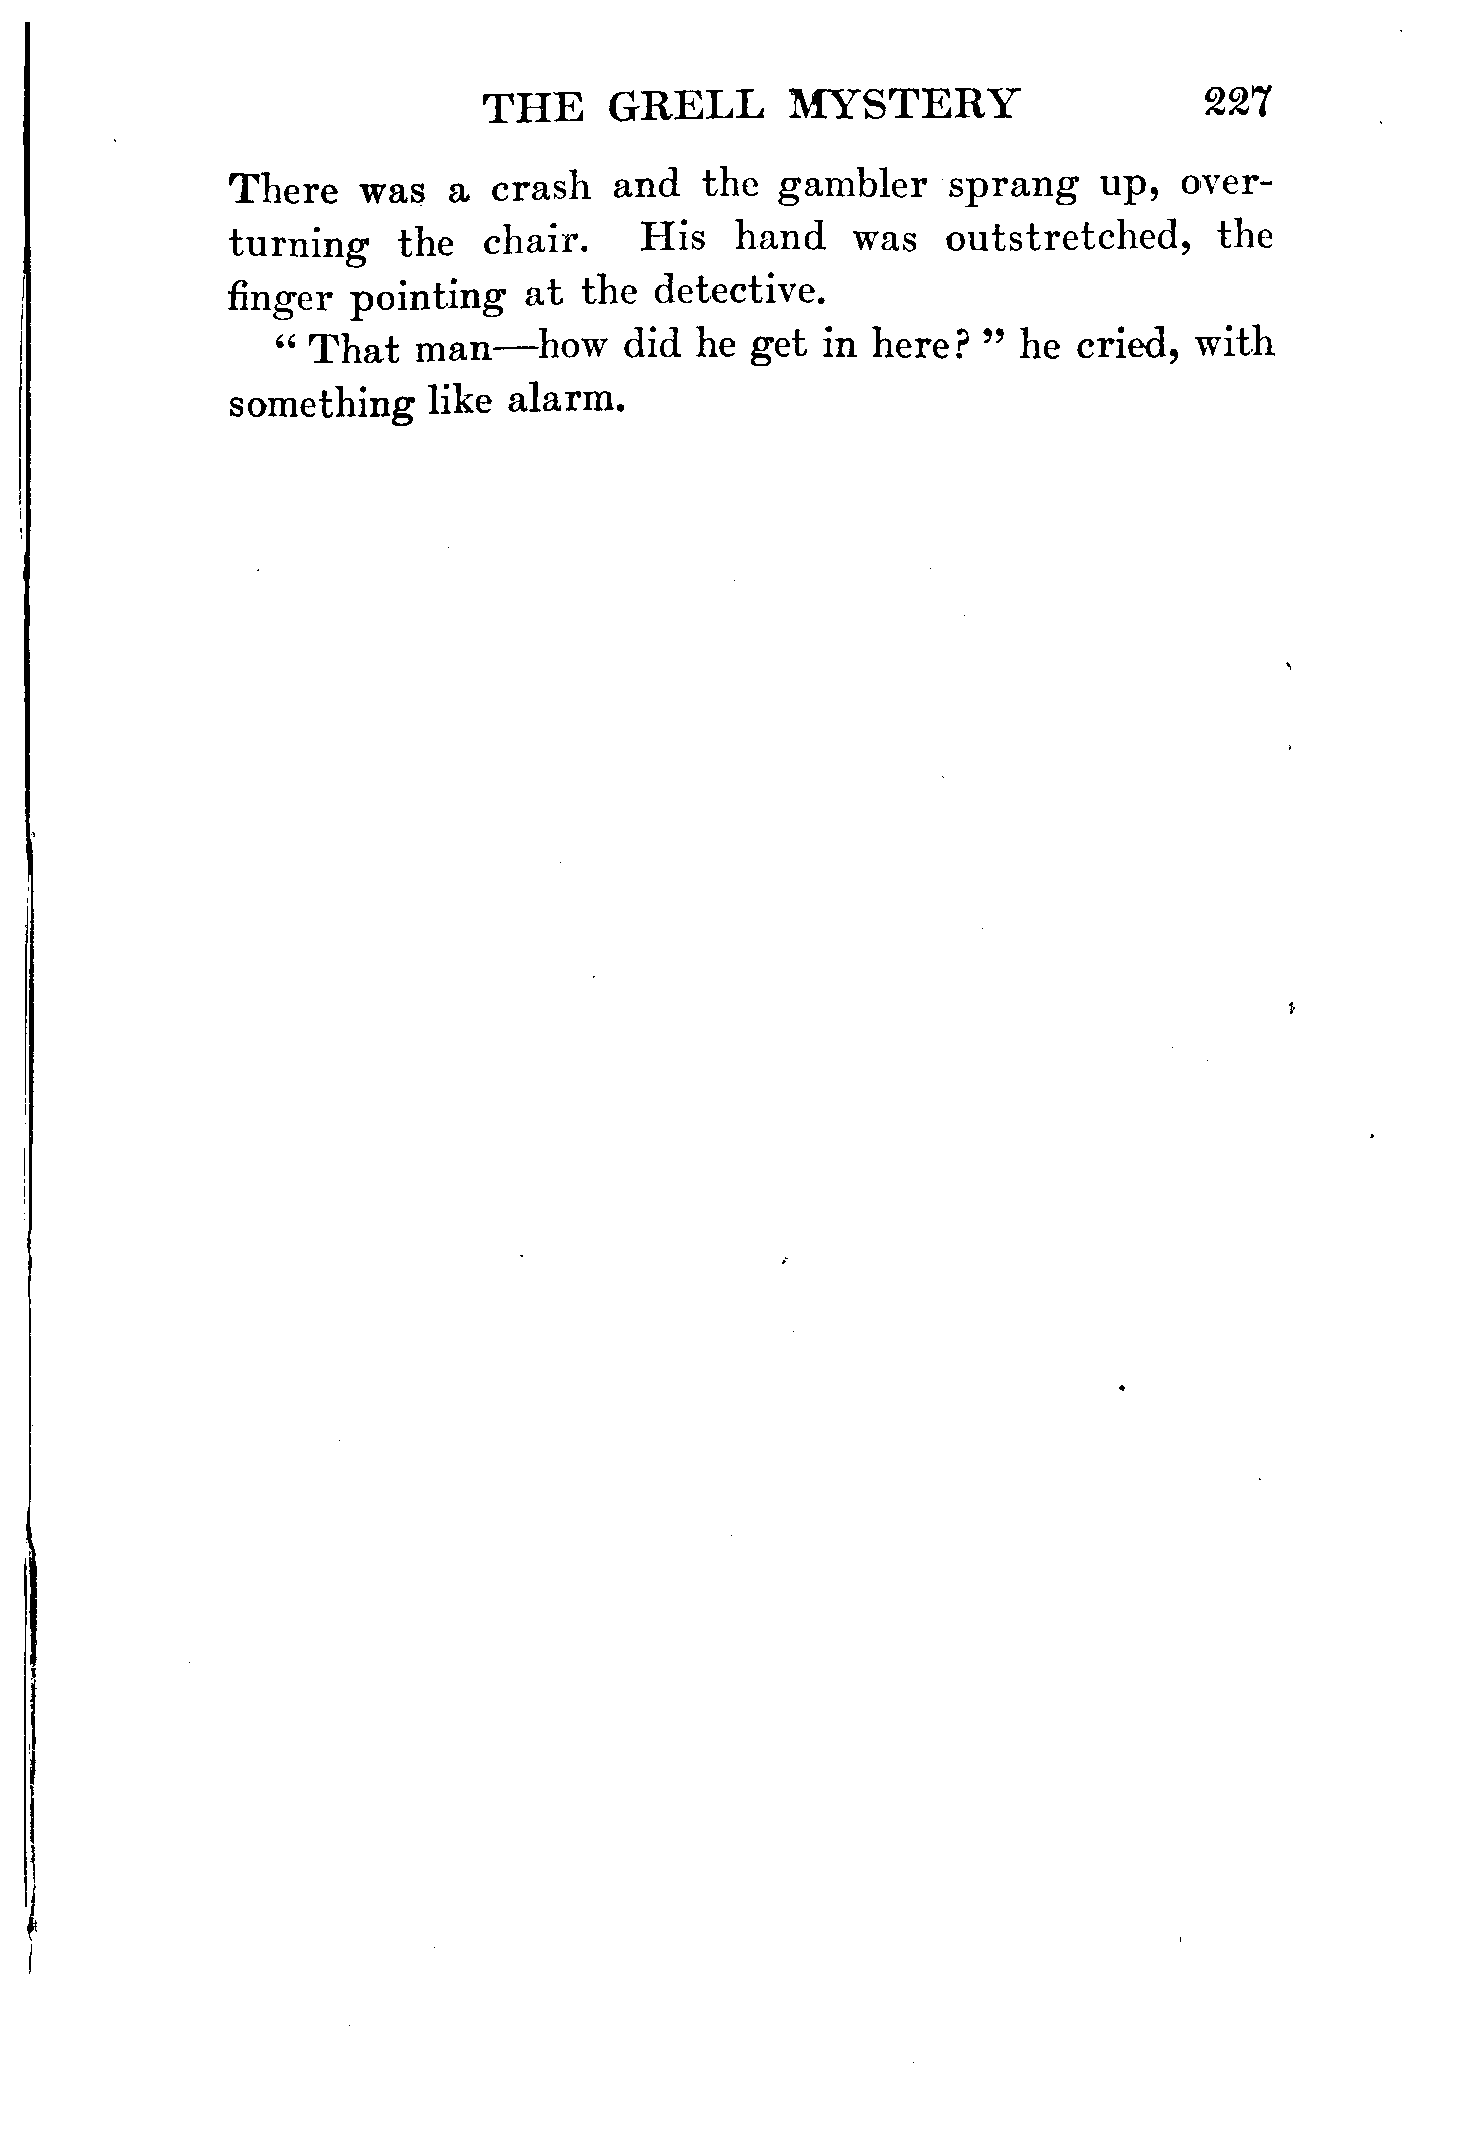 THE GRELL MYSTERY 227
There was a crash and the gambler sprang up, over-
turning the chair. His hand was outstretched, the
finger pointing at the detective.
“ That man—how did he get in here? ” he cried, with
something like alarm.